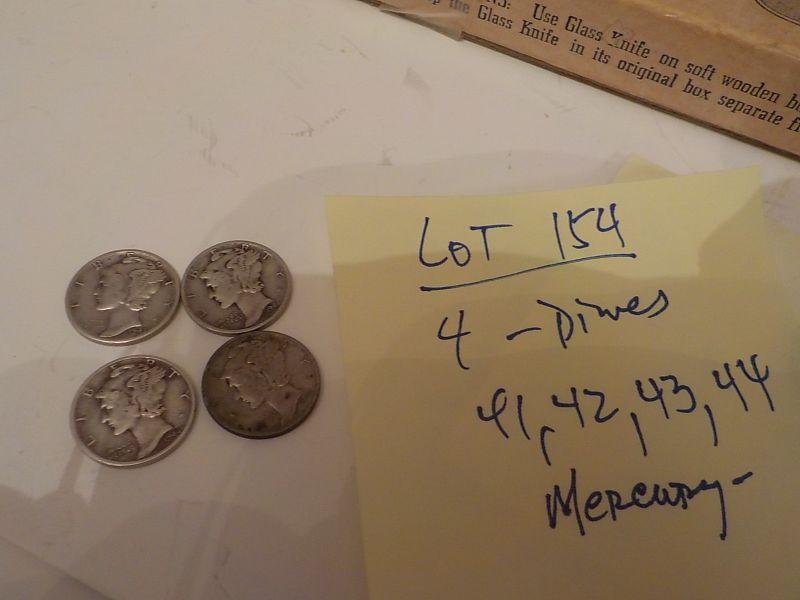 NS: Use Glass Knife on soft wooden b
p the Glass Knife in its original box separate f
LOT 154
4 - Dimes
41, 42, 43, 44
Mercury -
LIBERTY
LIBERTY
LIBERTY